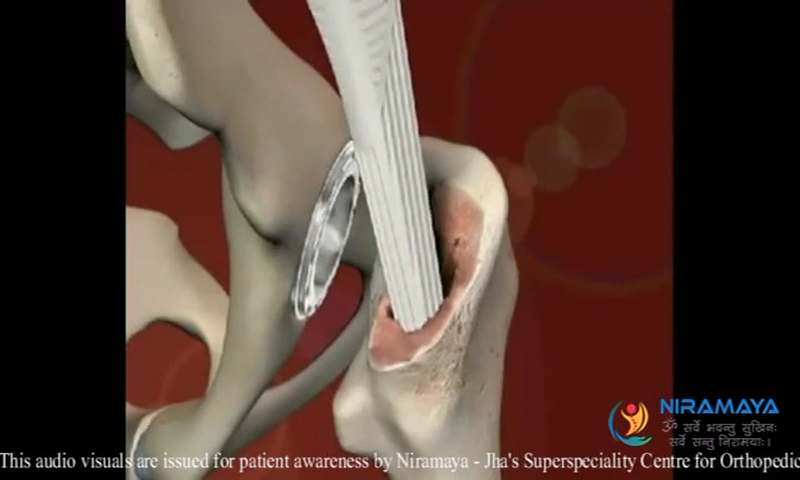 NIRAMAYA
ॐ सर्वे भवन्तु सुखिनः
सर्वे सन्तु निरामयाः।
This audio visuals are issued for patient awareness by Niramaya - Jha's Superspeciality Centre for Orthopedic